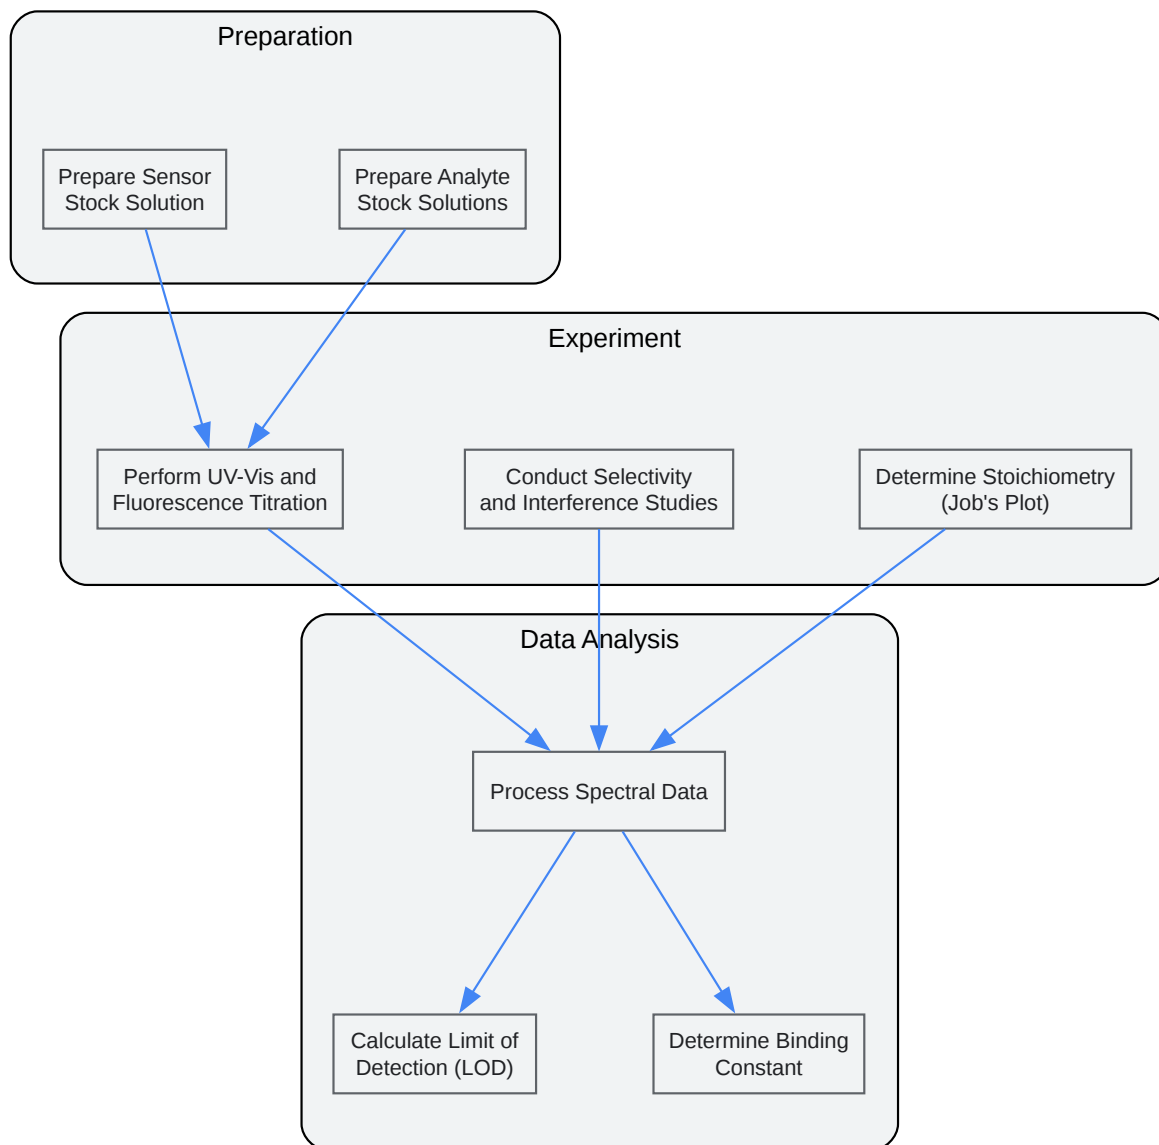 Preparation
Prepare Sensor
Stock Solution
Prepare Analyte
Stock Solutions
Experiment
Perform UV-Vis and
Fluorescence Titration
Conduct Selectivity
and Interference Studies
Determine Stoichiometry
(Job's Plot)
Data Analysis
Process Spectral Data
Calculate Limit of
Detection (LOD)
Determine Binding
Constant